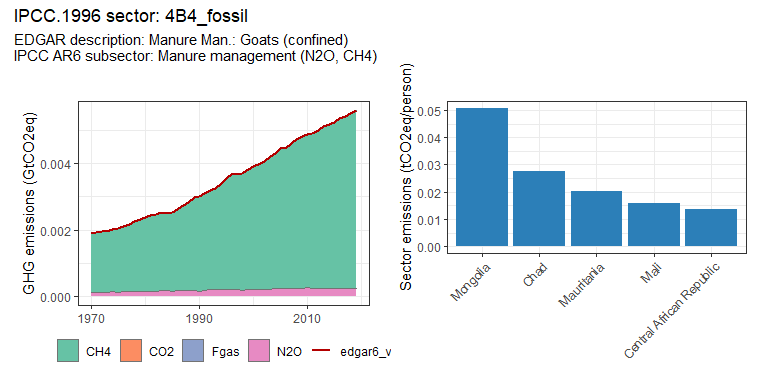 IPCC.1996 sector: 4B4_fossil
EDGAR description: Manure Man.: Goats (confined)
IPCC AR6 subsector: Manure management (N2O, CH4)
GHG emissions (GtCO2eq)
0.004
0.002
0.000
1970
1990
2010
CH4
CO2
Fgas
N2O
edgar6_v
Sector emissions (tCO2eq/person)
0.05
0.04
0.03
0.02
0.01
0.00
Mongolia
Chad
Mauritania
Mali
Central African Republic